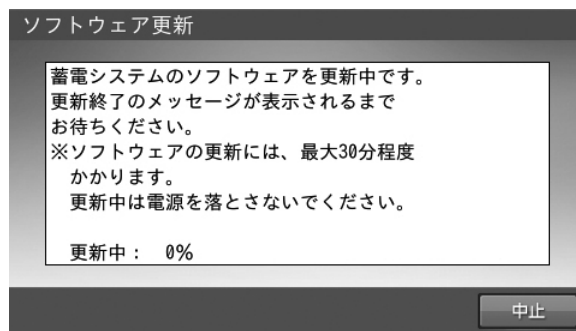 ソフトウェア更新
蓄電システムのソフトウェアを更新中です。
更新終了のメッセージが表示されるまで
お待ちください。
※ソフトウェアの更新には、最大30分程度
かかります。
更新中は電源を落とさないでください。
更新中： 0%
中止